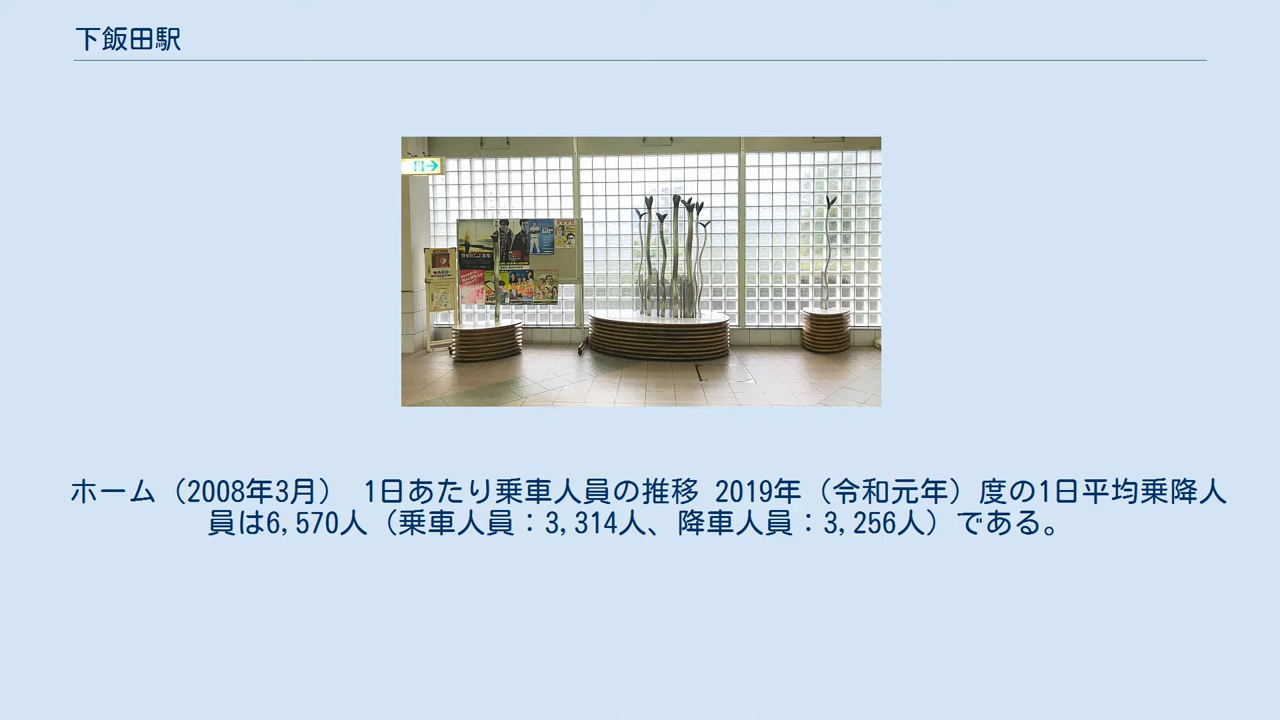 下飯田駅
ホーム（2008年3月） 1日あたり乗車人員の推移 2019年（令和元年）度の1日平均乗降人
員は6,570人（乗車人員：3,314人、降車人員：3,256人）である。